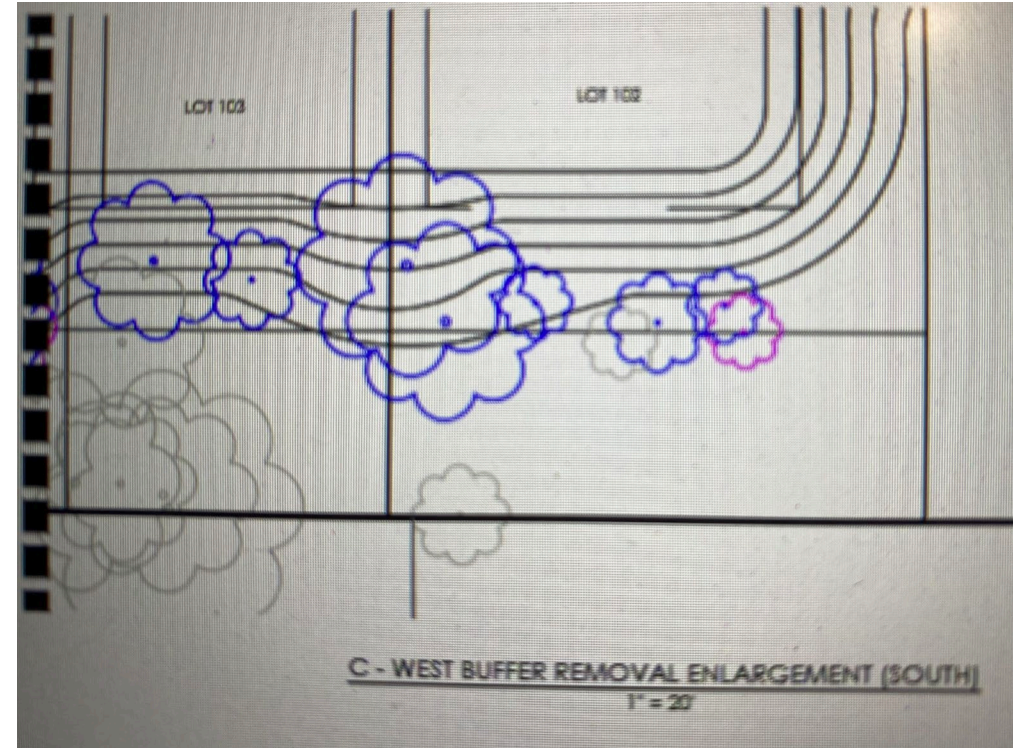 LOT 103
LOT 102
C - WEST BUFFER REMOVAL ENLARGEMENT (SOUTH)
1" = 20'